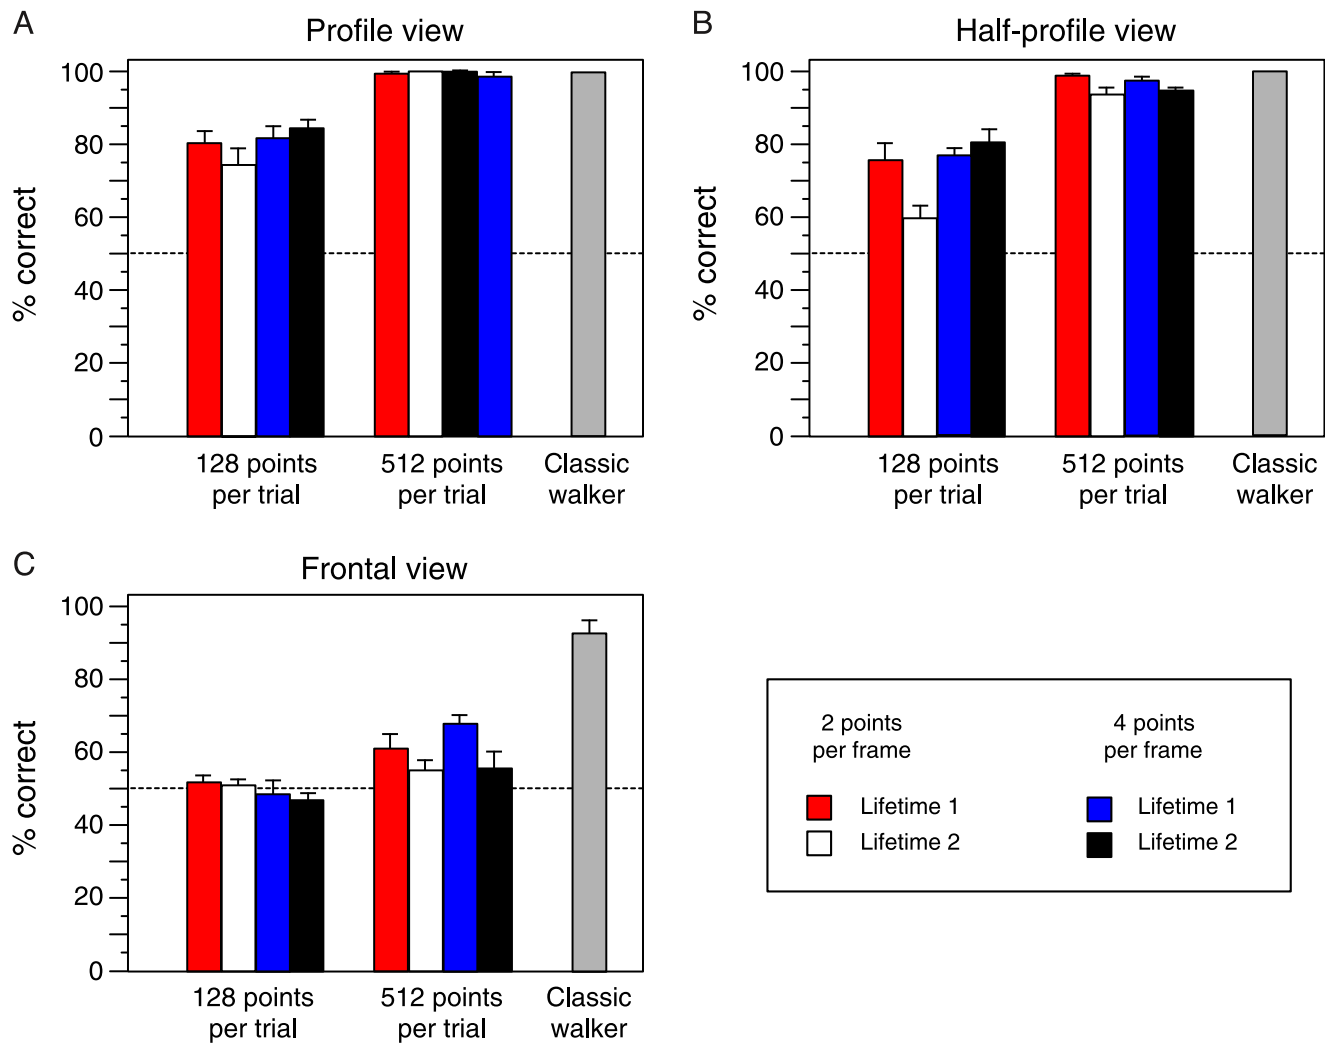 A
Profile view
% correct
100
80
60
40
20
0
128 points
per trial
512 points
per trial
Classic
walker
B
Half-profile view
% correct
100
80
60
40
20
0
128 points
per trial
512 points
per trial
Classic
walker
C
Frontal view
% correct
100
80
60
40
20
0
128 points
per trial
512 points
per trial
Classic
walker
2 points
per frame
Lifetime 1
Lifetime 2
4 points
per frame
Lifetime 1
Lifetime 2